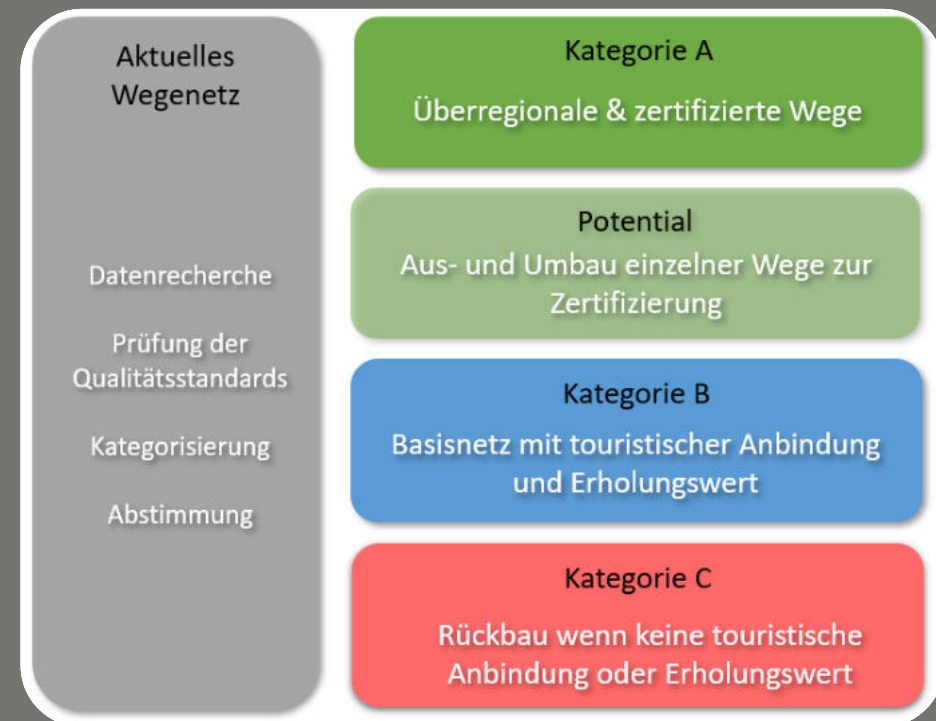 Aktuelles
Wegenetz
Datenrecherche
Prüfung der
Qualitätsstandards
Kategorisierung
Abstimmung
Kategorie A
Überregionale & zertifizierte Wege
Potential
Aus- und Umbau einzelner Wege zur
Zertifizierung
Kategorie B
Basisnetz mit touristischer Anbindung
und Erholungswert
Kategorie C
Rückbau wenn keine touristische
Anbindung oder Erholungswert